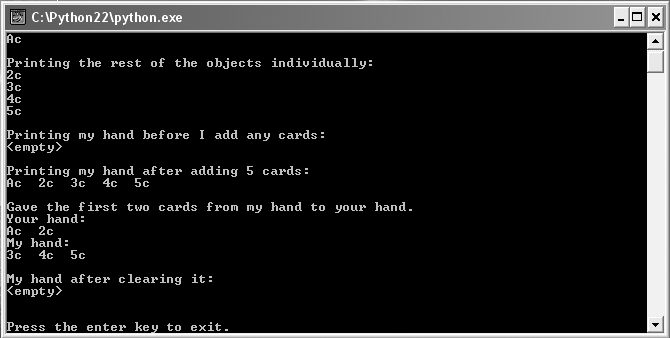 C:\Python22\python.exe
Ac
Printing the rest of the objects individually:
2c
3c
4c
5c
Printing my hand before I add any cards:
<empty>
Printing my hand after adding 5 cards:
Ac  2c  3c  4c  5c
Gave the first two cards from my hand to your hand.
Your hand:
Ac  2c
My hand:
3c  4c  5c
My hand after clearing it:
<empty>
Press the enter key to exit.